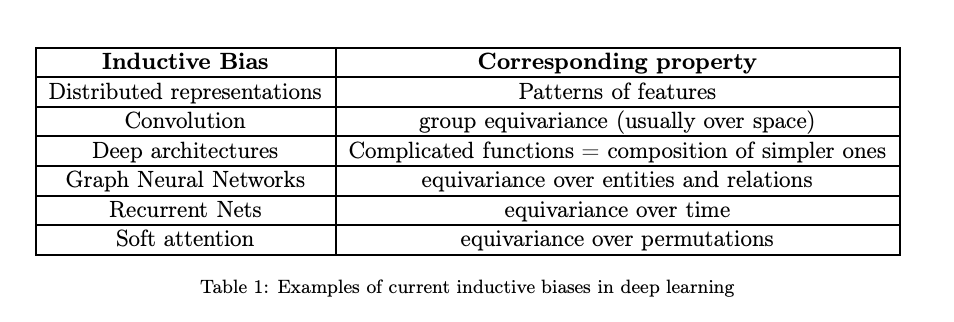 Inductive Bias Corresponding property
Distributed representations Patterns of features
Convolution group equivariance (usually over space)
Deep architectures Complicated functions = composition of simpler ones
Graph Neural Networks equivariance over entities and relations
Recurrent Nets equivariance over time
Soft attention equivariance over permutations
Table 1: Examples of current inductive biases in deep learning